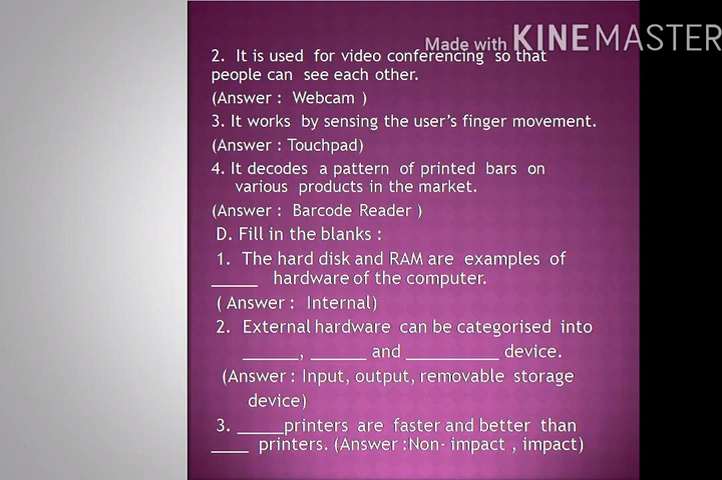 Made with KINEMASTER
2. It is used for video conferencing so that
people can see each other.
(Answer : Webcam )
3. It works by sensing the user's finger movement.
(Answer : Touchpad)
4. It decodes a pattern of printed bars on
various products in the market.
(Answer : Barcode Reader )
D. Fill in the blanks :
1. The hard disk and RAM are examples of
_____ hardware of the computer.
( Answer : Internal)
2. External hardware can be categorised into
______, ______ and __________ device.
(Answer : Input, output, removable storage
device)
3. _____printers are faster and better than
____ printers. (Answer :Non- impact , impact)